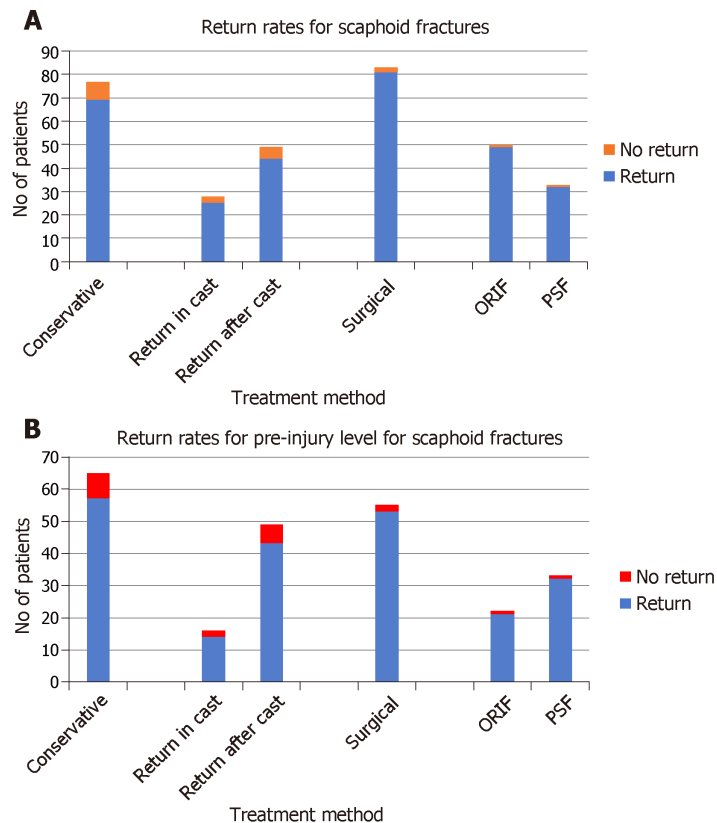 A
Return rates for scaphoid fractures
No of patients
90
80
70
60
50
40
30
20
10
0
No return
Return
Conservative
Return in cast
Return after cast
Surgical
ORIF
PSF
Treatment method
B
Return rates for pre-injury level for scaphoid fractures
No of patients
70
60
50
40
30
20
10
0
No return
Return
Conservative
Return in cast
Return after cast
Surgical
ORIF
PSF
Treatment method